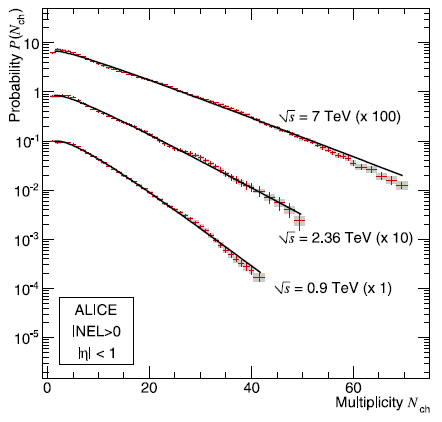 Probability P(N_ch)
10
1
10^-1
10^-2
10^-3
10^-4
10^-5
√s = 7 TeV (x 100)
√s = 2.36 TeV (x 10)
√s = 0.9 TeV (x 1)
ALICE
INEL>0
|η| < 1
0 20 40 60
Multiplicity N_ch